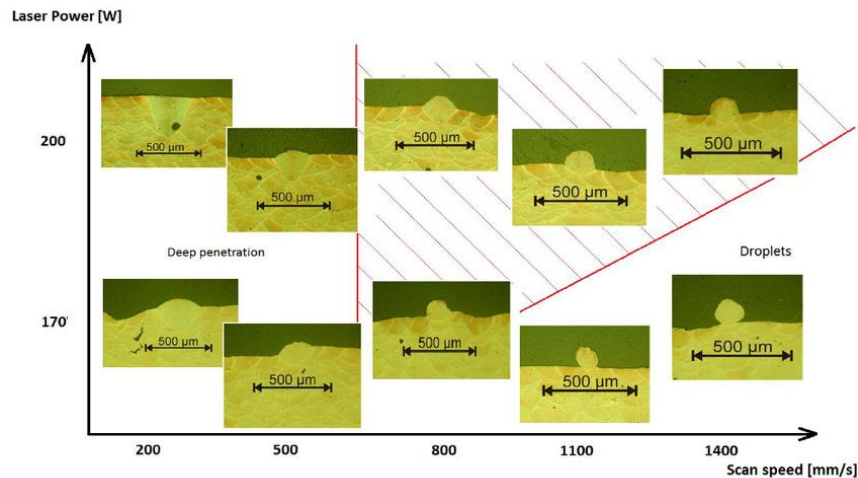 Laser Power [W]
200
500 µm
500 µm
500 µm
500 µm
500 µm
Deep penetration
Droplets
170
500 µm
500 µm
500 µm
500 µm
500 µm
200
500
800
1100
1400
Scan speed [mm/s]